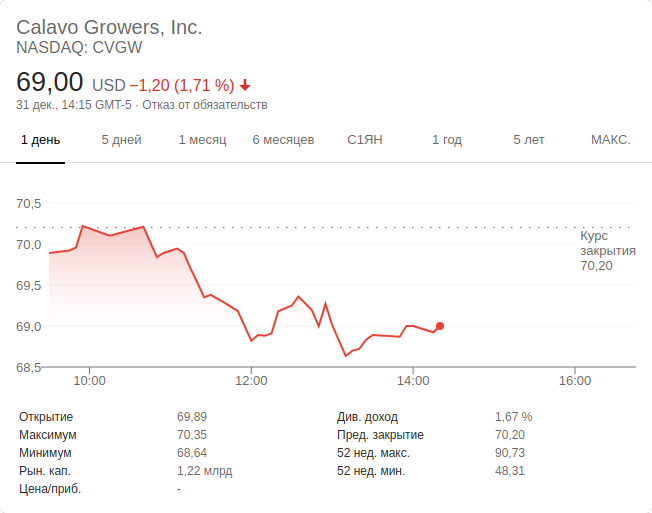 Calavo Growers, Inc.
NASDAQ: CVGW
69,00 USD −1,20 (1,71 %)
31 дек., 14:15 GMT-5 · Отказ от обязательств
1 день 5 дней 1 месяц 6 месяцев С1ЯН 1 год 5 лет МАКС.
70,5
Курс
закрытия
70,20
70,0
69,5
69,0
68,5
10:00 12:00 14:00 16:00
Открытие 69,89 Див. доход 1,67 %
Максимум 70,35 Пред. закрытие 70,20
Минимум 68,64 52 нед. макс. 90,73
Рын. кап. 1,22 млрд 52 нед. мин. 48,31
Цена/приб. -